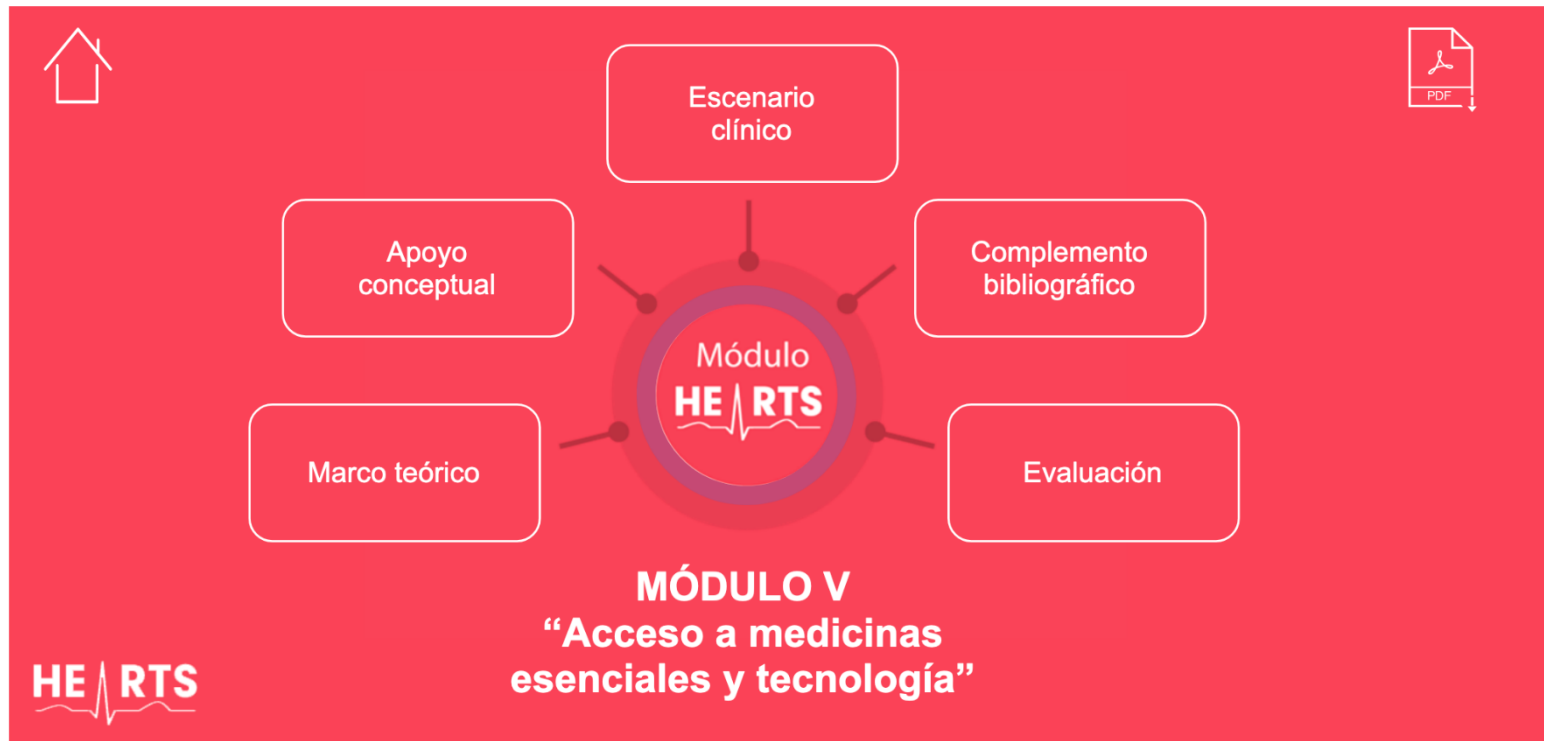 Escenario
clínico
PDF
Apoyo
conceptual
Complemento
bibliográfico
Módulo
HEARTS
Marco teórico
Evaluación
MÓDULO V
“Acceso a medicinas
esenciales y tecnología”
HEARTS